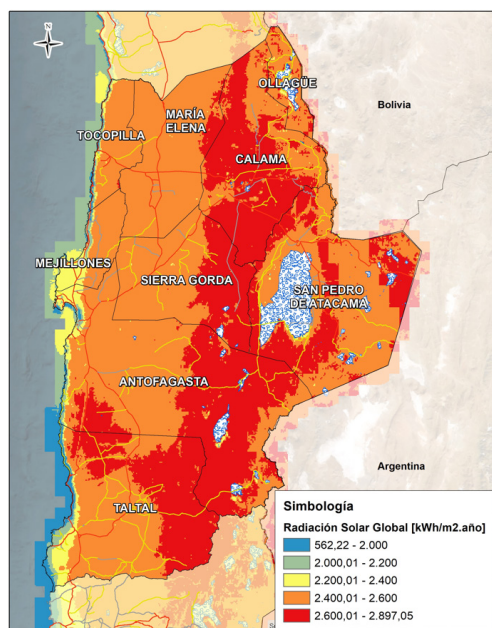 N
OLLAGÜE
Bolivia
MARÍA
ELENA
TOCOPILLA
CALAMA
MEJILLONES
SIERRA GORDA
SAN PEDRO
DE ATACAMA
ANTOFAGASTA
Argentina
TALTAL
Simbología
Radiación Solar Global [kWh/m2.año]
562,22 - 2.000
2.000,01 - 2.200
2.200,01 - 2.400
2.400,01 - 2.600
2.600,01 - 2.897,05